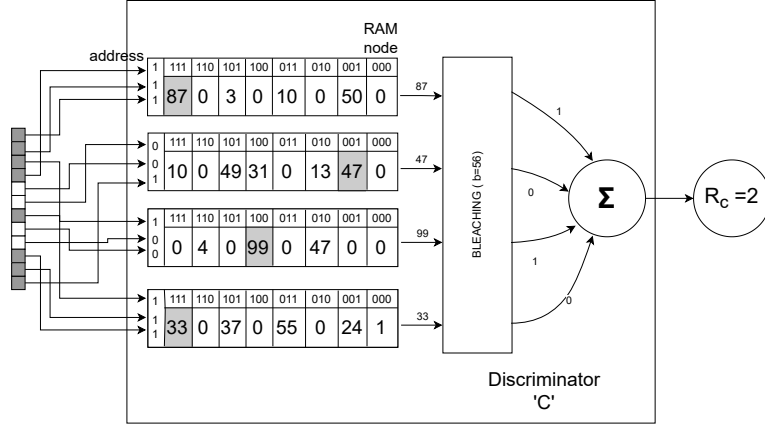 RAM
node
address
1 111 110 101 100 011 010 001 000
1
1 87 0 3 0 10 0 50 0
87
0 111 110 101 100 011 010 001 000
0
1 10 0 49 31 0 13 47 0
47
1 111 110 101 100 011 010 001 000
0
0 0 4 0 99 0 47 0 0
99
1 111 110 101 100 011 010 001 000
1
1 33 0 37 0 55 0 24 1
33
BLEACHING ( b=56)
1
0
1
0
Σ
R_c =2
Discriminator
'C'